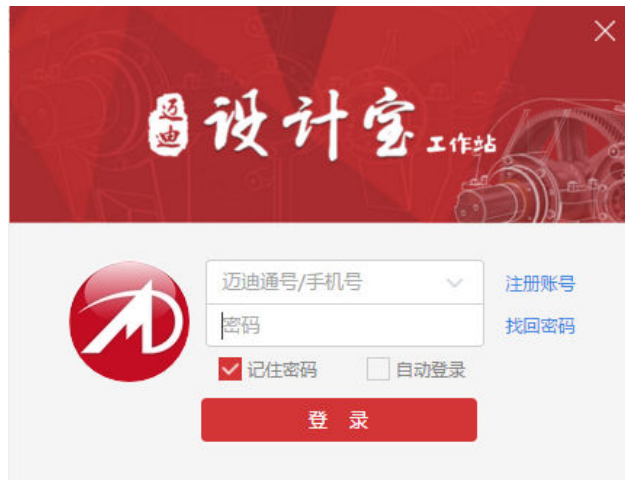 迈迪 设计宝 工作站
迈迪通号/手机号 注册账号
密码 找回密码
记住密码 自动登录
登 录